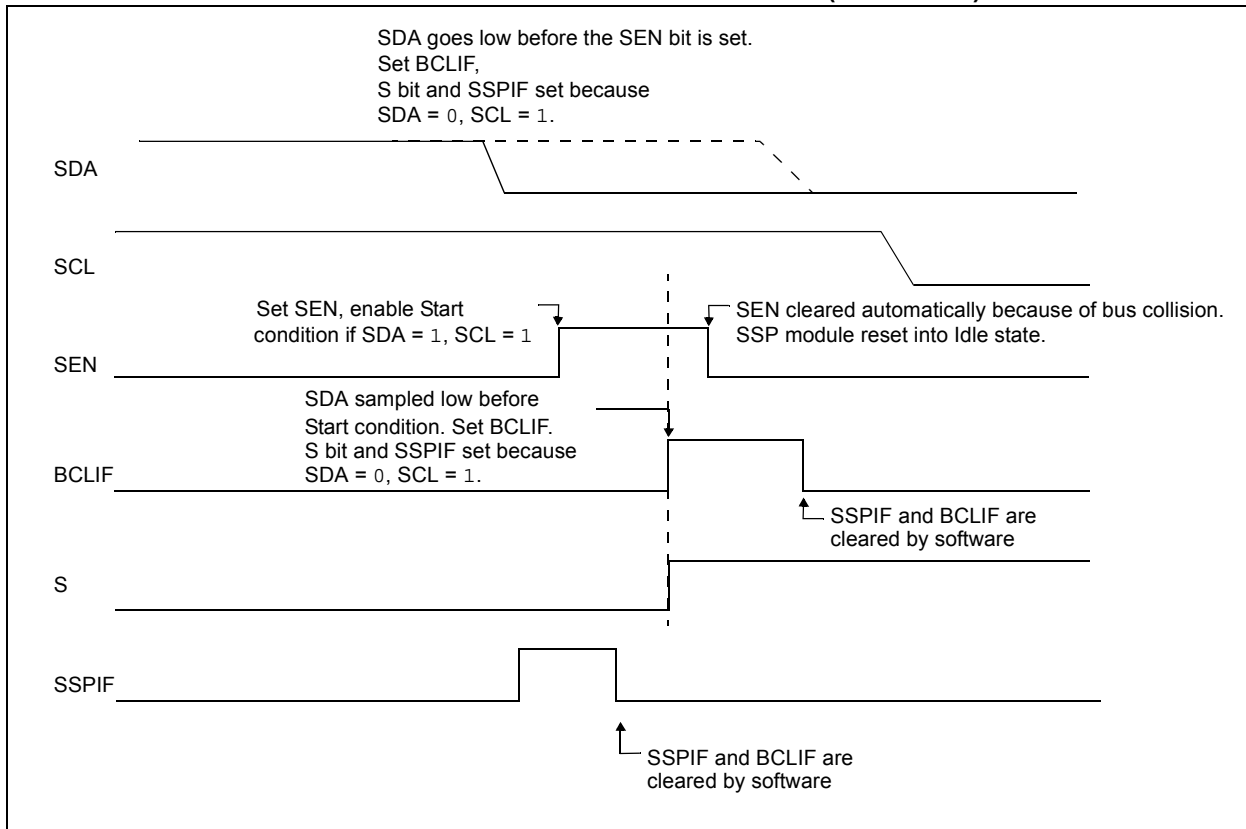 SDA goes low before the SEN bit is set.
Set BCLIF,
S bit and SSPIF set because
SDA = 0, SCL = 1.
SDA
SCL
Set SEN, enable Start
condition if SDA = 1, SCL = 1
SEN cleared automatically because of bus collision.
SSP module reset into Idle state.
SEN
SDA sampled low before
Start condition. Set BCLIF.
S bit and SSPIF set because
SDA = 0, SCL = 1.
BCLIF
SSPIF and BCLIF are
cleared by software
S
SSPIF
SSPIF and BCLIF are
cleared by software